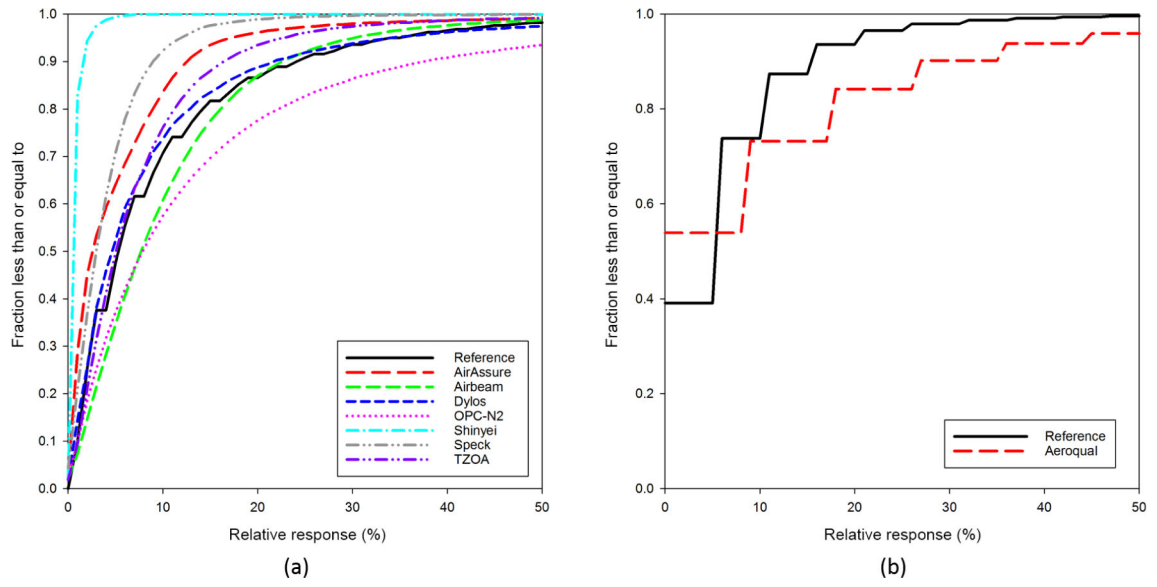 1.0
0.9
0.8
0.7
0.6
0.5
0.4
0.3
0.2
0.1
0.0
Fraction less than or equal to
0 10 20 30 40 50
Relative response (%)
Reference
AirAssure
Airbeam
Dylos
OPC-N2
Shinyei
Speck
TZOA
(a)
1.0
0.8
0.6
0.4
0.2
0.0
Fraction less than or equal to
0 10 20 30 40 50
Relative response (%)
Reference
Aeroqual
(b)